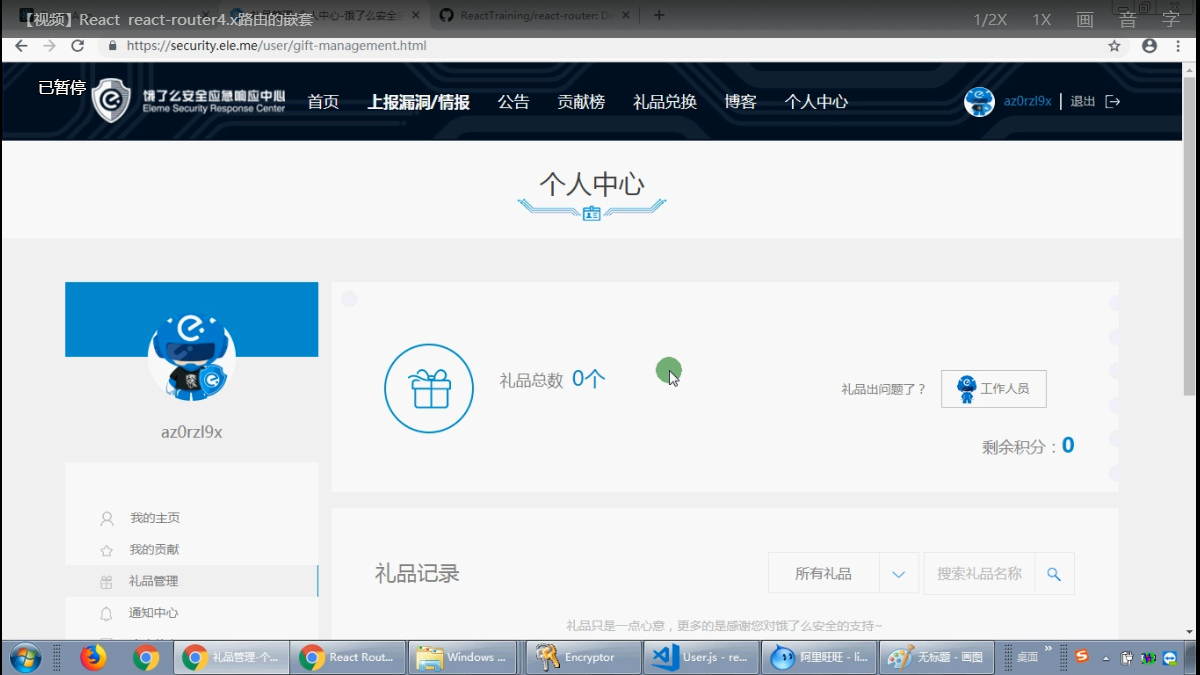 【视频】React react-router4.x路由的嵌套
1/2X 1X 画 音 字
人中心-饿了么安全 ReactTraining/react-router: De
https://security.ele.me/user/gift-management.html
已暂停
饿了么安全应急响应中心
Eleme Security Response Center
首页 上报漏洞/情报 公告 贡献榜 礼品兑换 博客 个人中心
az0rzl9x 退出
个人中心
az0rzl9x
礼品总数 0个
礼品出问题了？ 工作人员
剩余积分：0
我的主页
我的贡献
礼品管理
通知中心
礼品记录
所有礼品
搜索礼品名称
礼品只是一点心意，更多的是感谢您对饿了么安全的支持~
礼品管理-个... React Rout... Windows ... Encryptor User.js - re... 阿里旺旺 - li... 无标题 - 画图 桌面